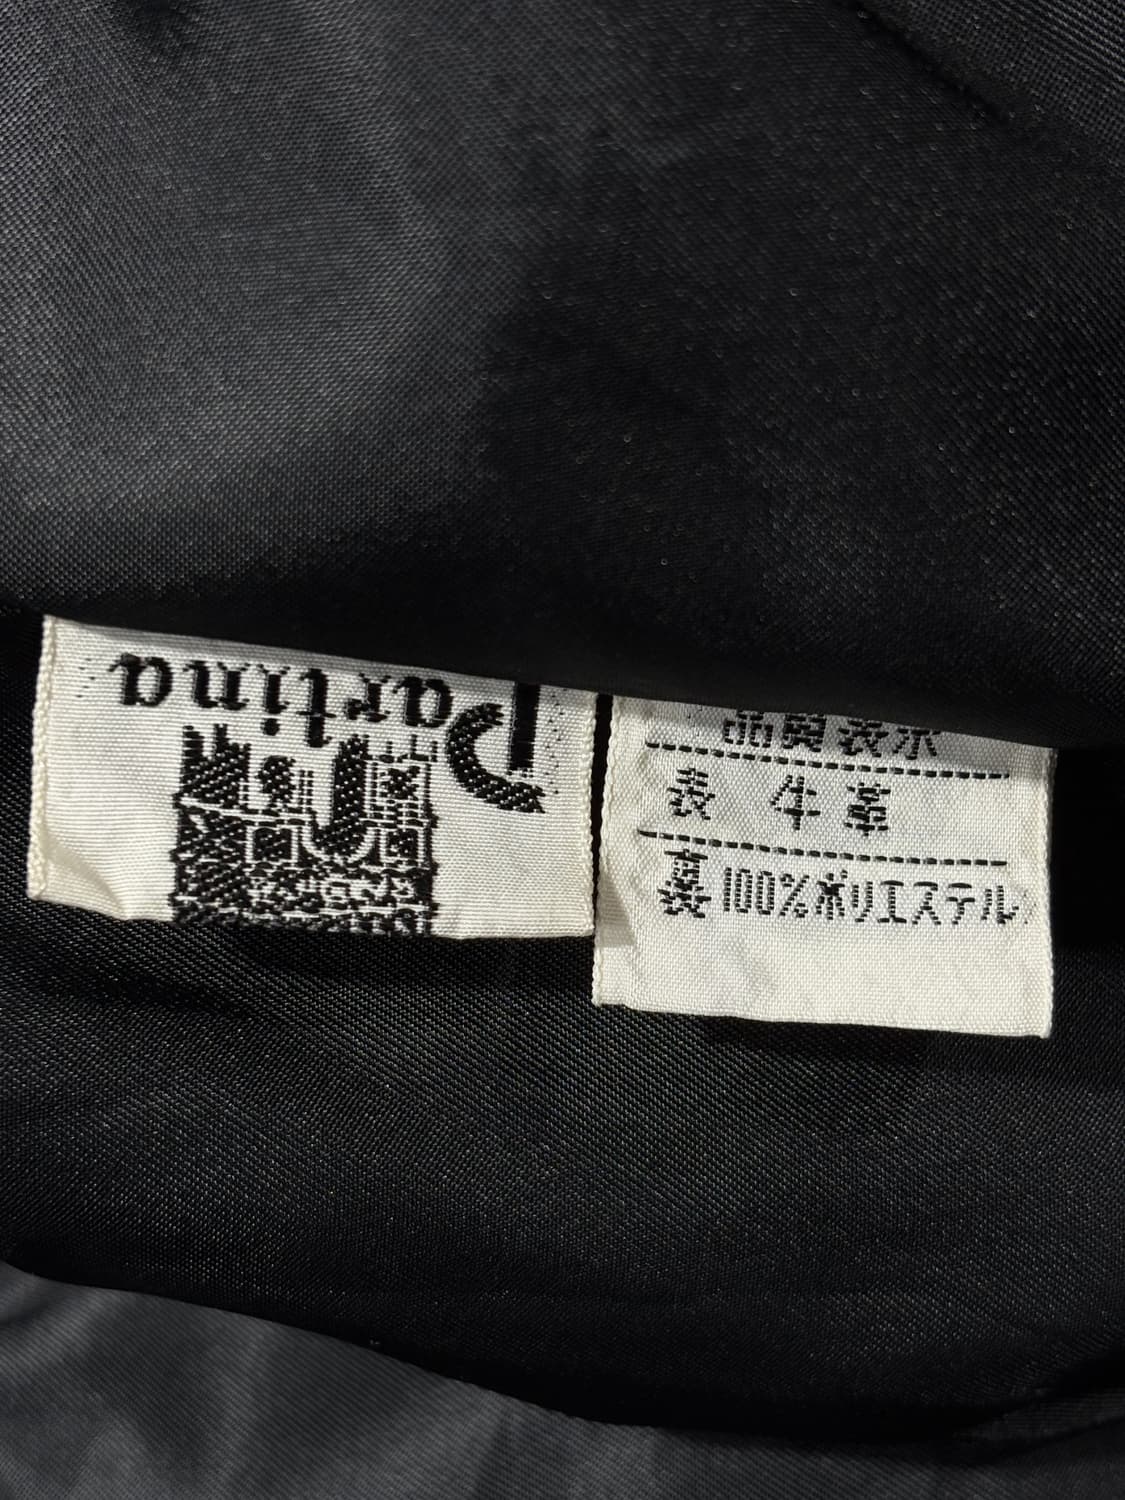 Partina
品質表示
表 牛革
裏 100%ポリエステル